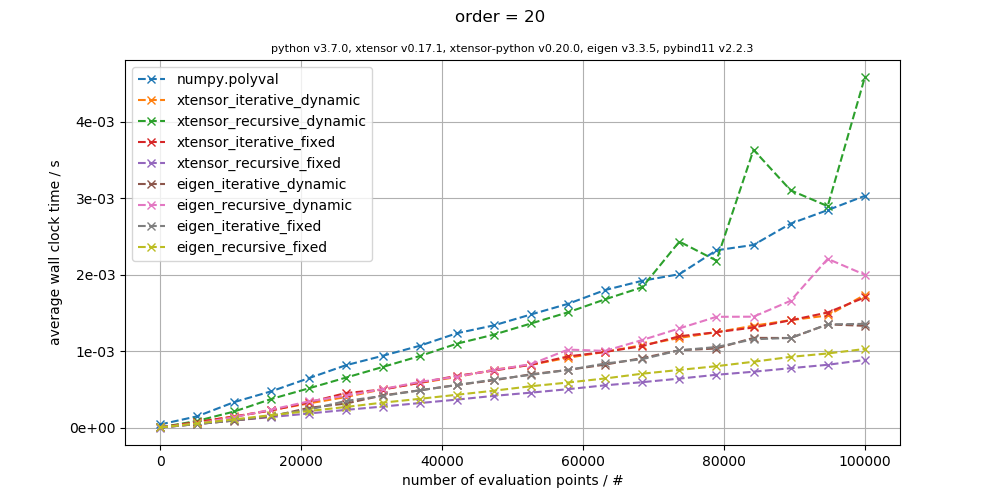 order = 20
python v3.7.0, xtensor v0.17.1, xtensor-python v0.20.0, eigen v3.3.5, pybind11 v2.2.3
numpy.polyval
xtensor_iterative_dynamic
xtensor_recursive_dynamic
xtensor_iterative_fixed
xtensor_recursive_fixed
eigen_iterative_dynamic
eigen_recursive_dynamic
eigen_iterative_fixed
eigen_recursive_fixed
average wall clock time / s
4e-03
3e-03
2e-03
1e-03
0e+00
0
20000
40000
60000
80000
100000
number of evaluation points / #